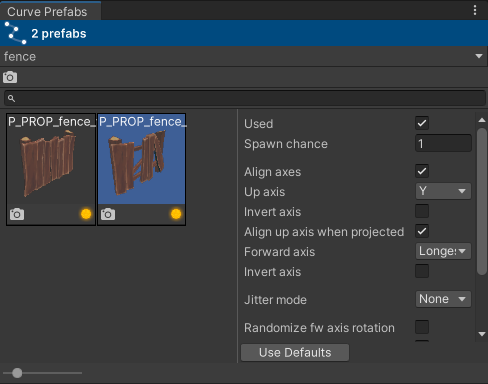 Curve Prefabs
2 prefabs
fence
P_PROP_fence_
P_PROP_fence_
Used
Spawn chance
1
Align axes
Up axis
Y
Invert axis
Align up axis when projected
Forward axis
Longes
Invert axis
Jitter mode
None
Randomize fw axis rotation
Use Defaults